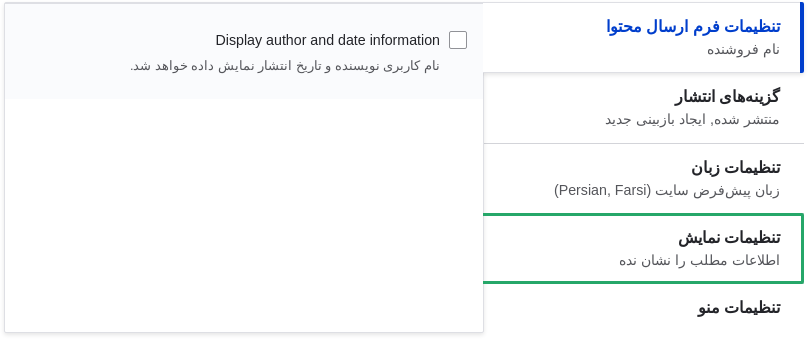 تنظیمات فرم ارسال محتوا
نام فروشنده
گزینه‌های انتشار
منتشر شده, ایجاد بازبینی جدید
تنظیمات زبان
زبان پیش‌فرض سایت (Persian, Farsi)
تنظیمات نمایش
اطلاعات مطلب را نشان نده
تنظیمات منو
Display author and date information
نام کاربری نویسنده و تاریخ انتشار نمایش داده خواهد شد.